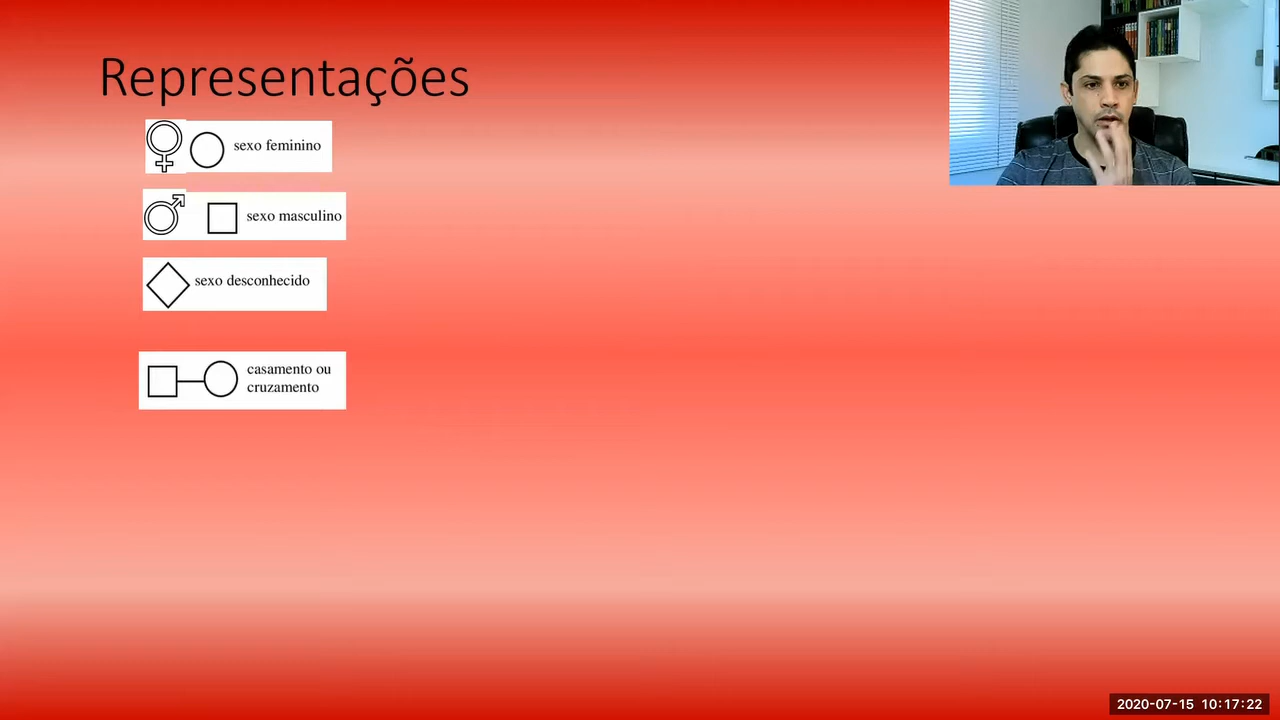 Representações
sexo feminino
sexo masculino
sexo desconhecido
casamento ou
cruzamento
2020-07-15 10:17:22